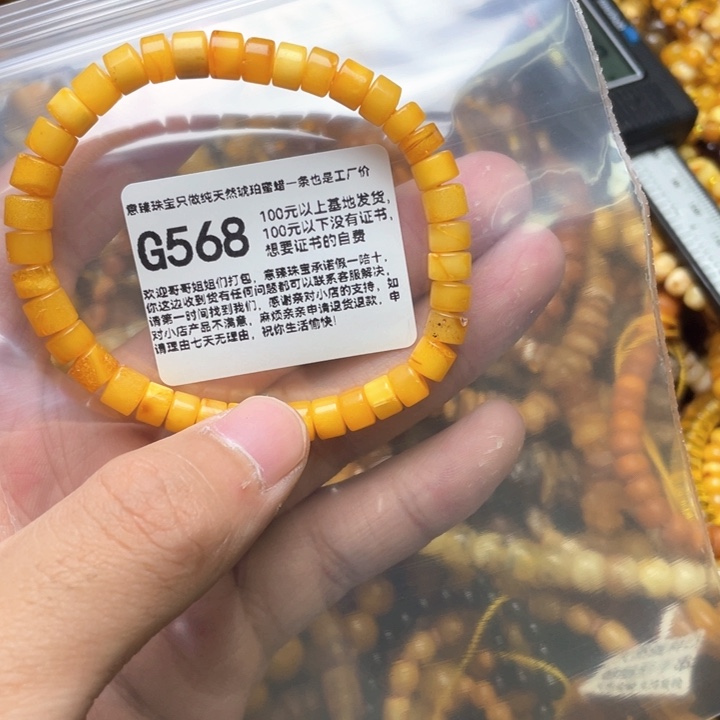 意臻珠宝只做纯天然琥珀蜜蜡一条也是工厂价
G568
100元以上基地发货,
100元以下没有证书,
想要证书的自费
欢迎哥哥姐姐们打包, 意臻珠宝承诺假一赔十,
你这边收到货有任何问题都可以联系客服解决,
请第一时间找到我们, 感谢亲对小店的支持, 如
对小店产品不满意, 麻烦亲亲申请退货退款, 申
请理由七天无理由, 祝你生活愉快!